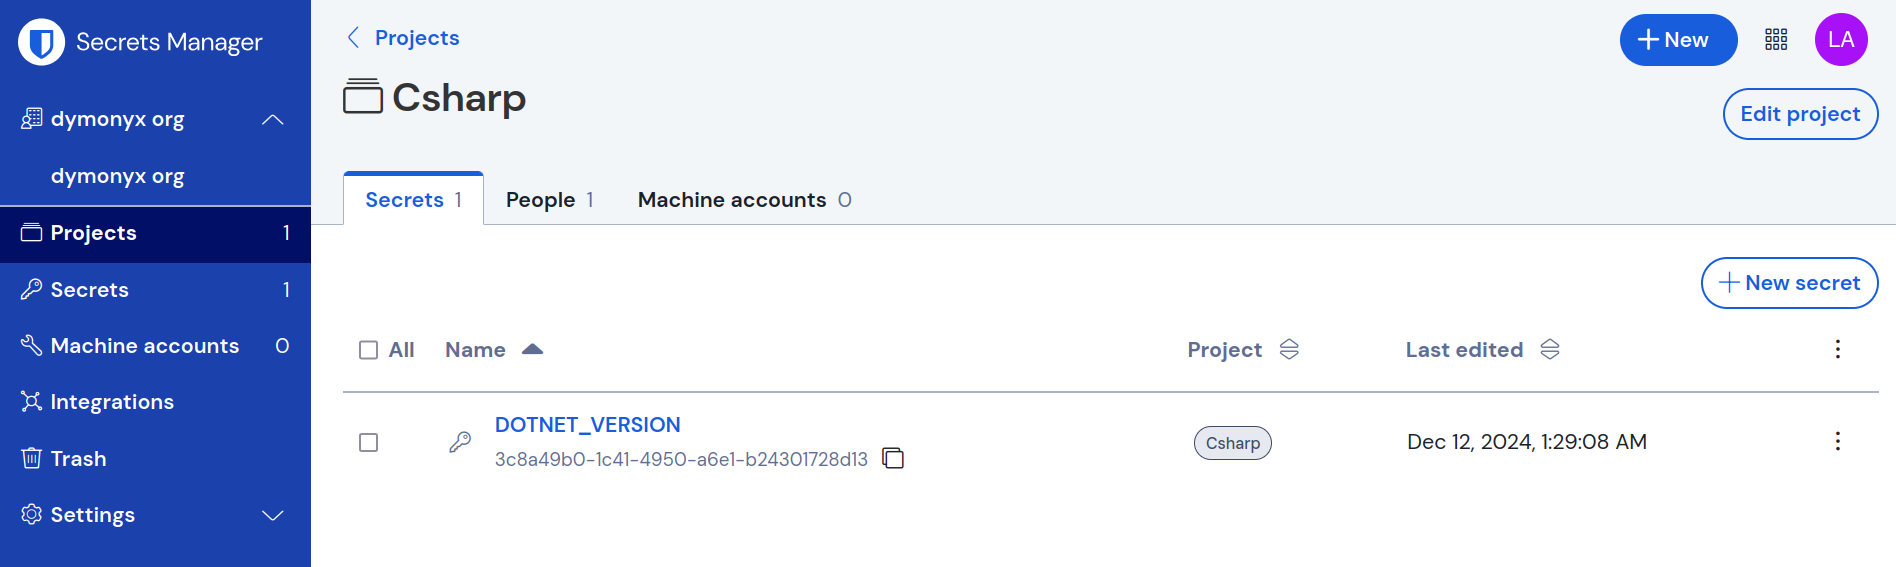 Secrets Manager
dymonyx org
dymonyx org
Projects 1
Secrets 1
Machine accounts 0
Integrations
Trash
Settings
Projects
New
LA
Csharp
Edit project
Secrets 1 People 1 Machine accounts 0
New secret
All Name Project Last edited
DOTNET_VERSION
3c8a49b0-1c41-4950-a6e1-b24301728d13
Csharp
Dec 12, 2024, 1:29:08 AM